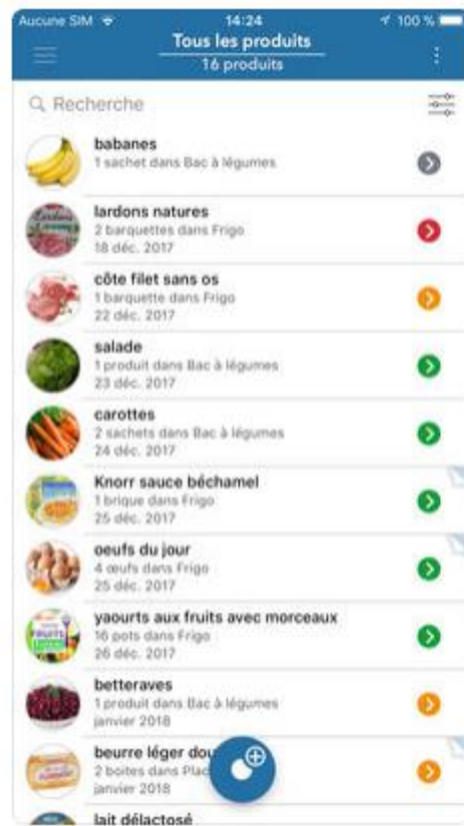 Aucune SIM 14:24 100 %
Tous les produits
16 produits
Recherche
babanes
1 sachet dans Bac à légumes
lardons natures
2 barquettes dans Frigo
18 déc. 2017
côte filet sans os
1 barquette dans Frigo
22 déc. 2017
salade
1 produit dans Bac à légumes
23 déc. 2017
carottes
2 sachets dans Bac à légumes
24 déc. 2017
Knorr sauce béchamel
1 brique dans Frigo
25 déc. 2017
oeufs du jour
4 œufs dans Frigo
25 déc. 2017
yaourts aux fruits avec morceaux
16 pots dans Frigo
26 déc. 2017
betteraves
1 produit dans Bac à légumes
janvier 2018
beurre léger dou
2 boites dans Plac
janvier 2018
lait délactosé